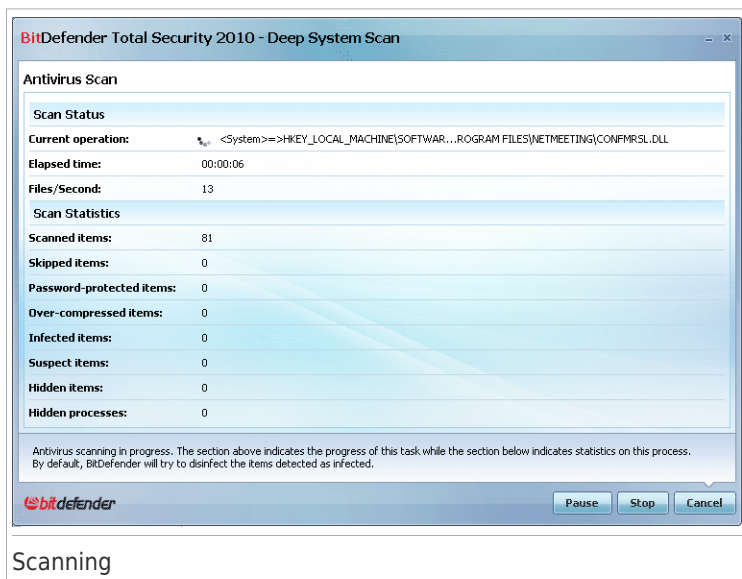 BitDefender Total Security 2010 - Deep System Scan
Antivirus Scan
Scan Status
Current operation: <System>=>HKEY_LOCAL_MACHINE\SOFTWAR...ROGRAM FILES\NETMEETING\CONFMRSL.DLL
Elapsed time: 00:00:06
Files/Second: 13
Scan Statistics
Scanned items: 81
Skipped items: 0
Password-protected items: 0
Over-compressed items: 0
Infected items: 0
Suspect items: 0
Hidden items: 0
Hidden processes: 0
Antivirus scanning in progress. The section above indicates the progress of this task while the section below indicates statistics on this process.
By default, BitDefender will try to disinfect the items detected as infected.
bitdefender Pause Stop Cancel
Scanning